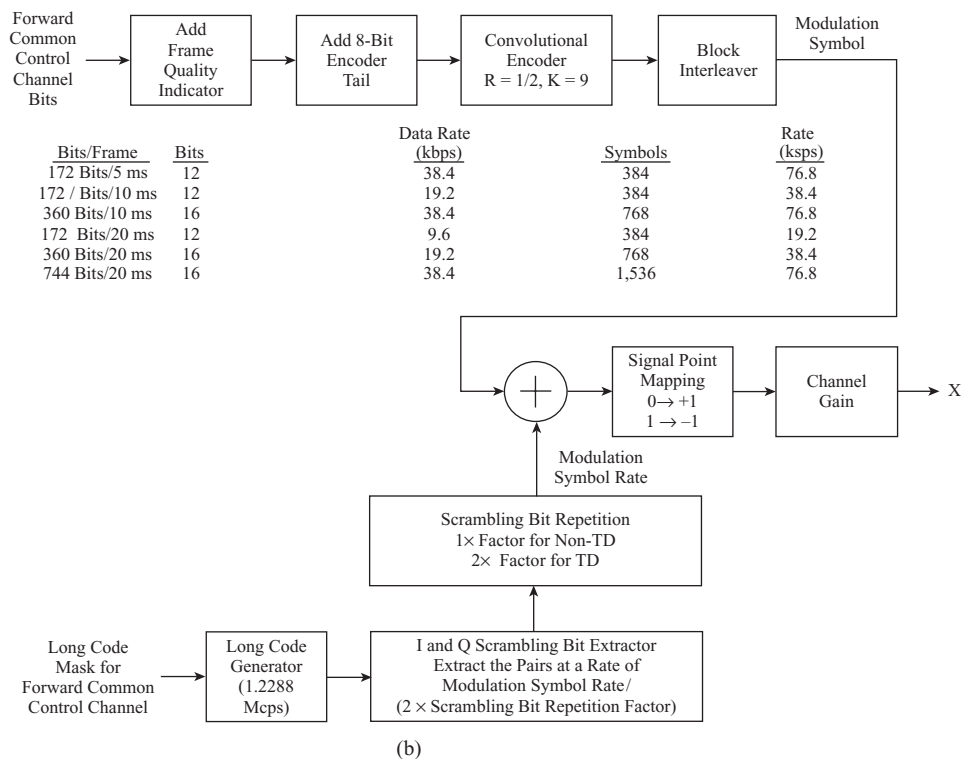 Forward
Common
Control
Channel
Bits
Add
Frame
Quality
Indicator
Add 8-Bit
Encoder
Tail
Convolutional
Encoder
R = 1/2, K = 9
Block
Interleaver
Modulation
Symbol
Data Rate Rate
Bits/Frame Bits (kbps) Symbols (ksps)
172 Bits/5 ms 12 38.4 384 76.8
172 / Bits/10 ms 12 19.2 384 38.4
360 Bits/10 ms 16 38.4 768 76.8
172 Bits/20 ms 12 9.6 384 19.2
360 Bits/20 ms 16 19.2 768 38.4
744 Bits/20 ms 16 38.4 1,536 76.8
Signal Point
Mapping
0→ +1
1 → –1
Channel
Gain
X
Modulation
Symbol Rate
Scrambling Bit Repetition
1× Factor for Non-TD
2× Factor for TD
Long Code
Mask for
Forward Common
Control Channel
Long Code
Generator
(1.2288
Mcps)
I and Q Scrambling Bit Extractor
Extract the Pairs at a Rate of
Modulation Symbol Rate/
(2 × Scrambling Bit Repetition Factor)
(b)